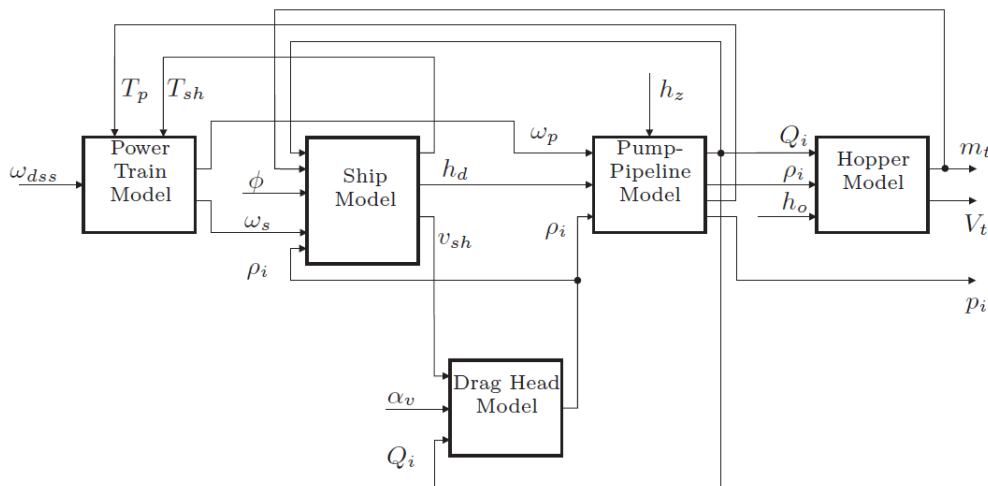 T_p
T_sh
h_z
ω_dss
Power
Train
Model
ω_p
ϕ
Ship
Model
h_d
Pump-
Pipeline
Model
Q_i
ρ_i
h_o
Hopper
Model
m_t
V_t
ω_s
v_sh
ρ_i
ρ_i
p_i
α_v
Drag Head
Model
Q_i